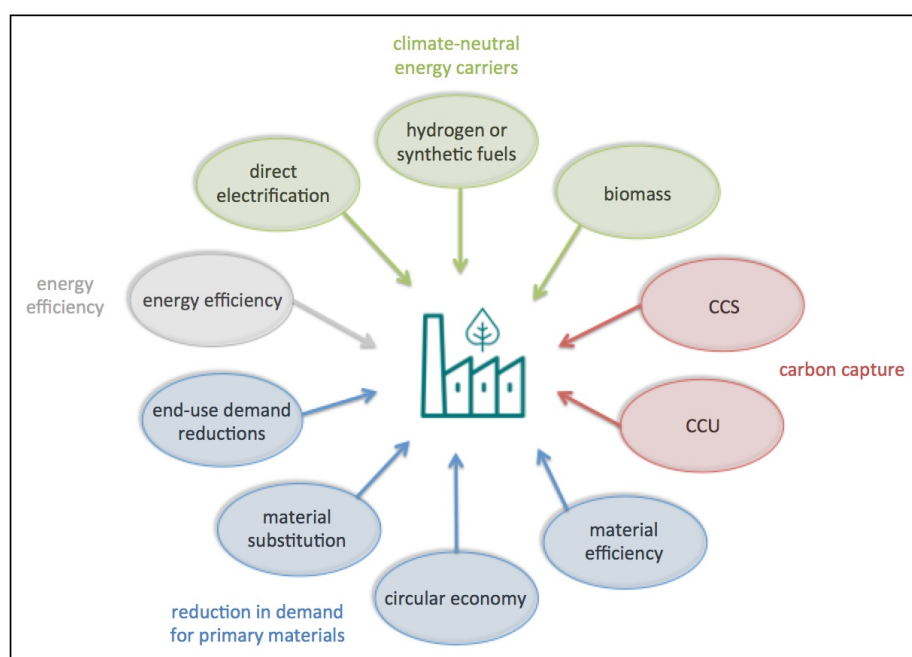 climate-neutral
energy carriers
hydrogen or
synthetic fuels
direct
electrification
biomass
energy
efficiency
energy efficiency
CCS
carbon capture
end-use demand
reductions
CCU
material
substitution
material
efficiency
circular economy
reduction in demand
for primary materials